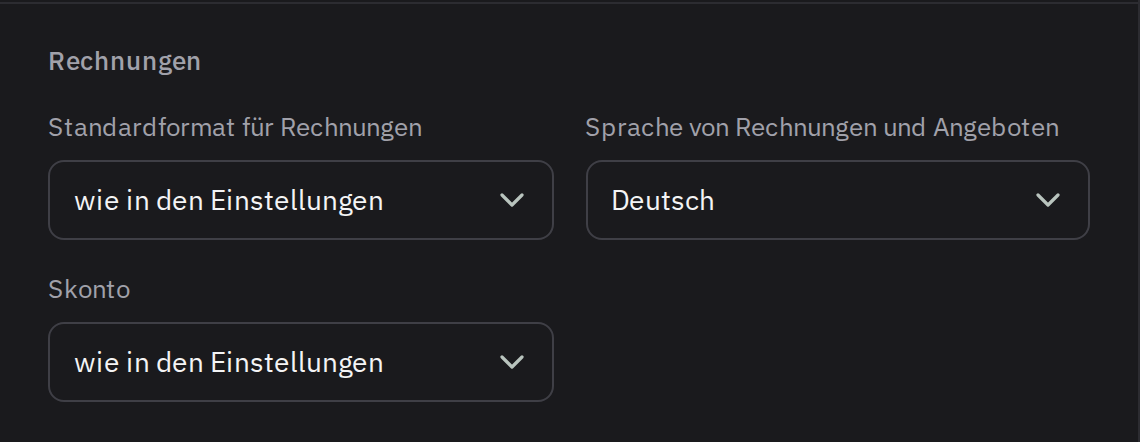 Rechnungen
Standardformat für Rechnungen
Sprache von Rechnungen und Angeboten
wie in den Einstellungen
Deutsch
Skonto
wie in den Einstellungen